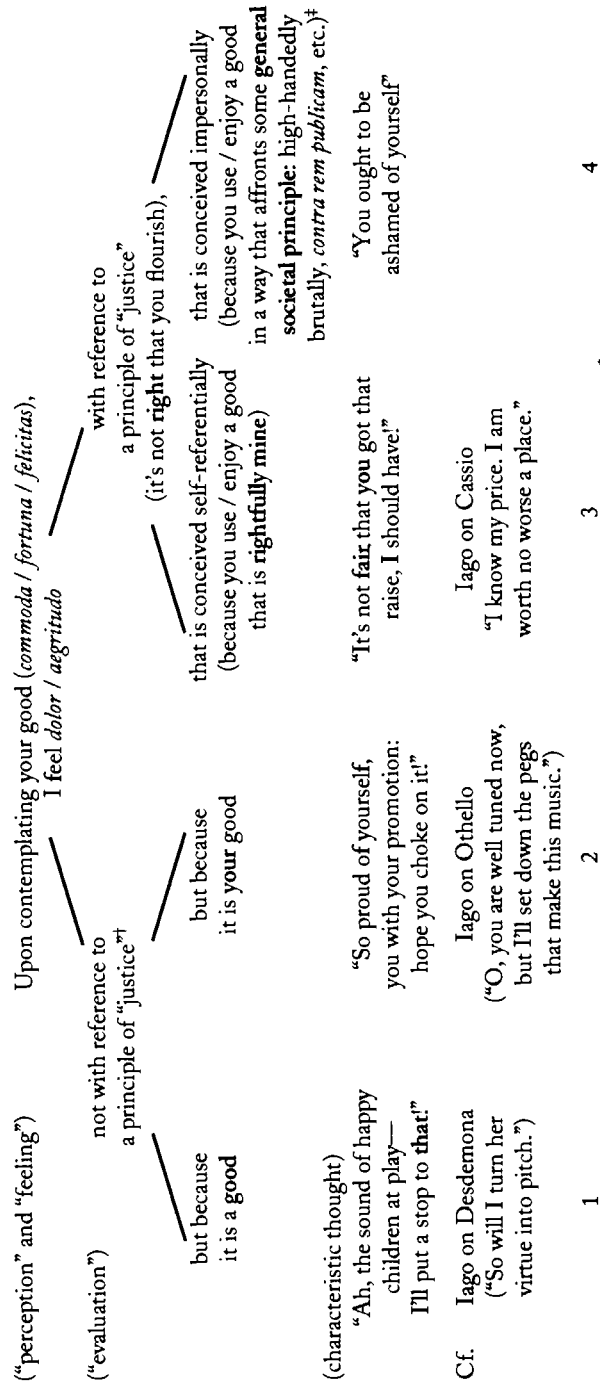 ("perception" and "feeling")
Upon contemplating your good (commoda / fortuna / felicitas),
I feel dolor / aegritudo
("evaluation")
not with reference to
a principle of "justice"†
with reference to
a principle of "justice"
(it's not right that you flourish),
but because
it is a good
but because
it is your good
that is conceived self-referentially
(because you use / enjoy a good
that is rightfully mine)
that is conceived impersonally
(because you use / enjoy a good
in a way that affronts some general
societal principle: high-handedly
brutally, contra rem publicam, etc.)‡
(characteristic thought)
"Ah, the sound of happy
children at play—
I'll put a stop to that!"
"So proud of yourself,
you with your promotion:
hope you choke on it!"
"It's not fair that you got that
raise, I should have!"
"You ought to be
ashamed of yourself"
Cf.
Iago on Desdemona
("So will I turn her
virtue into pitch.")
Iago on Othello
("O, you are well tuned now,
but I'll set down the pegs
that make this music.")
Iago on Cassio
"I know my price. I am
worth no worse a place."
1
2
3
4